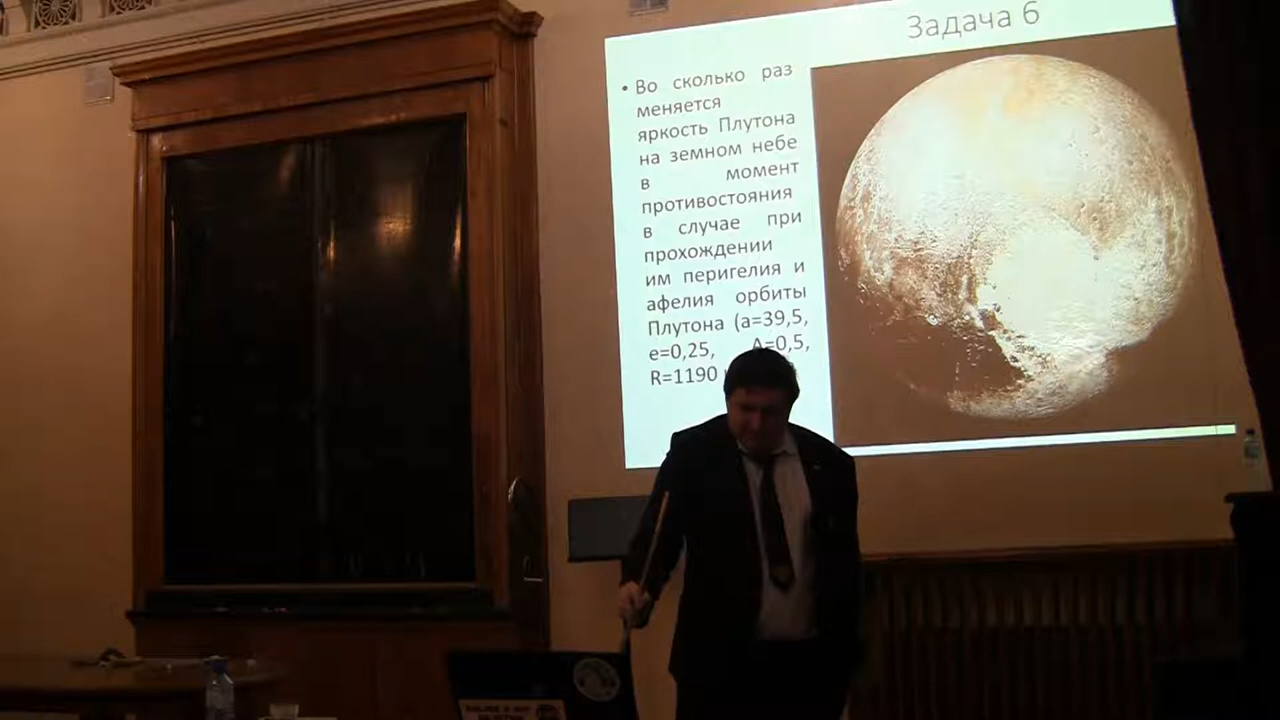 Задача 6
• Во сколько раз
меняется
яркость Плутона
на земном небе
в момент
противостояния
в случае при
прохождении
им перигелия и
афелия орбиты
Плутона (a=39,5,
e=0,25, A=0,5,
R=1190